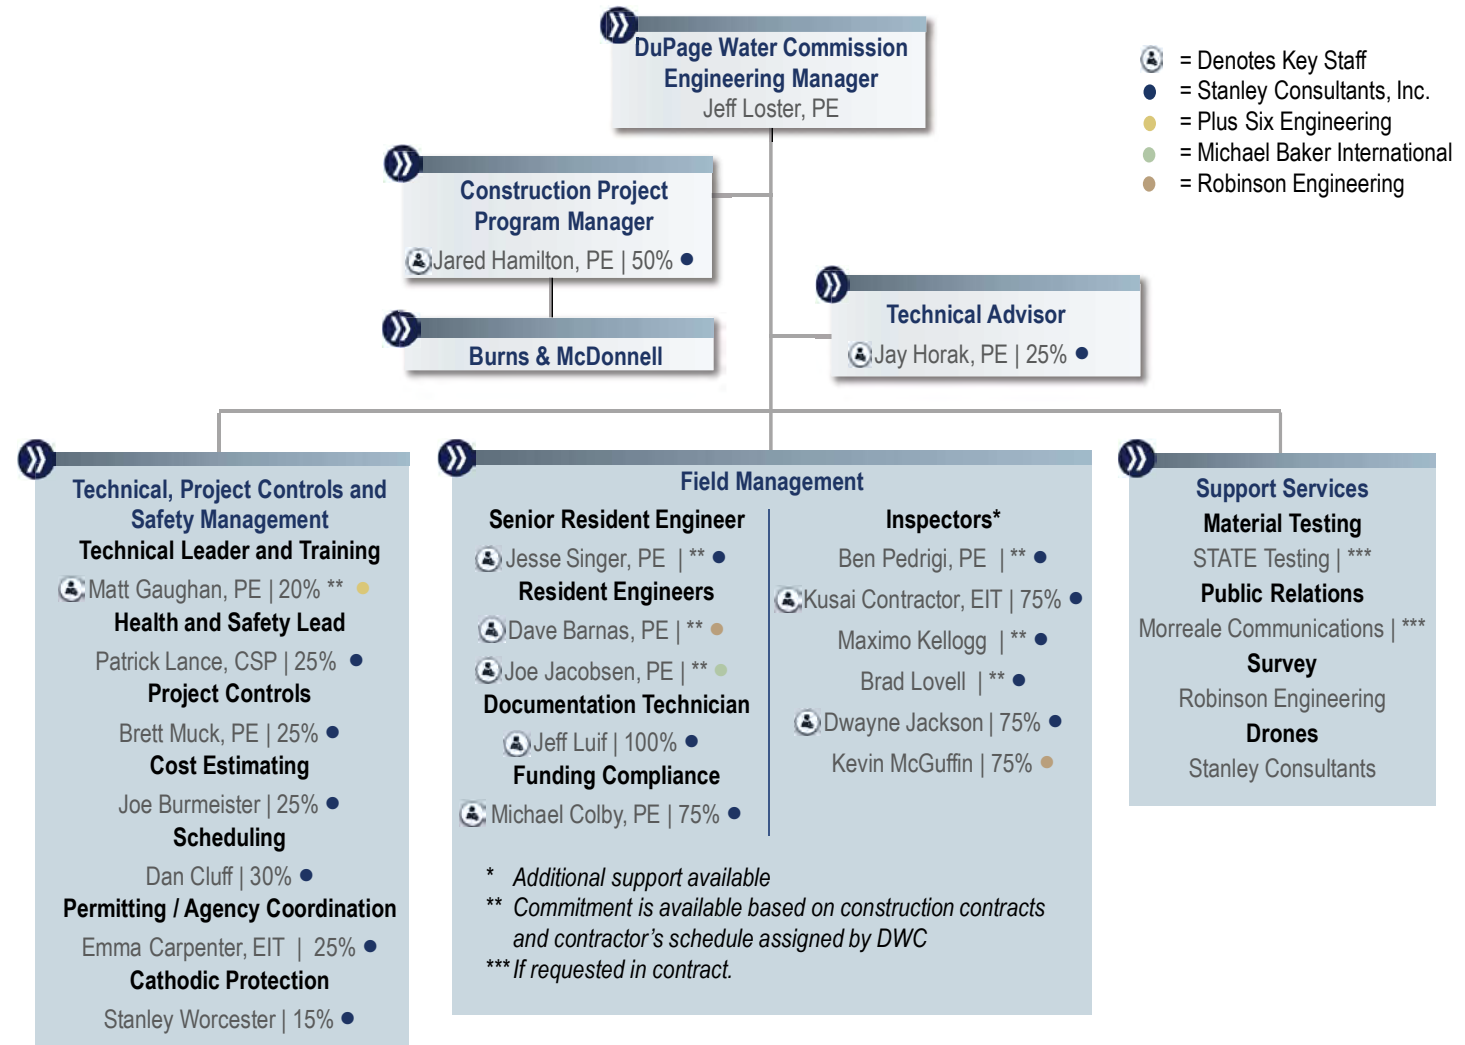 DuPage Water Commission
Engineering Manager
Jeff Loster, PE
= Denotes Key Staff
= Stanley Consultants, Inc.
= Plus Six Engineering
= Michael Baker International
= Robinson Engineering
Construction Project
Program Manager
Jared Hamilton, PE | 50%
Burns & McDonnell
Technical Advisor
Jay Horak, PE | 25%
Technical, Project Controls and
Safety Management
Technical Leader and Training
Matt Gaughan, PE | 20% **
Health and Safety Lead
Patrick Lance, CSP | 25%
Project Controls
Brett Muck, PE | 25%
Cost Estimating
Joe Burmeister | 25%
Scheduling
Dan Cluff | 30%
Permitting / Agency Coordination
Emma Carpenter, EIT | 25%
Cathodic Protection
Stanley Worcester | 15%
Field Management
Senior Resident Engineer
Jesse Singer, PE | **
Resident Engineers
Dave Barnas, PE | **
Joe Jacobsen, PE | **
Documentation Technician
Jeff Luif | 100%
Funding Compliance
Michael Colby, PE | 75%
Inspectors*
Ben Pedrigi, PE | **
Kusai Contractor, EIT | 75%
Maximo Kellogg | **
Brad Lovell | **
Dwayne Jackson | 75%
Kevin McGuffin | 75%
* Additional support available
** Commitment is available based on construction contracts
and contractor's schedule assigned by DWC
*** If requested in contract.
Support Services
Material Testing
STATE Testing | ***
Public Relations
Morreale Communications | ***
Survey
Robinson Engineering
Drones
Stanley Consultants